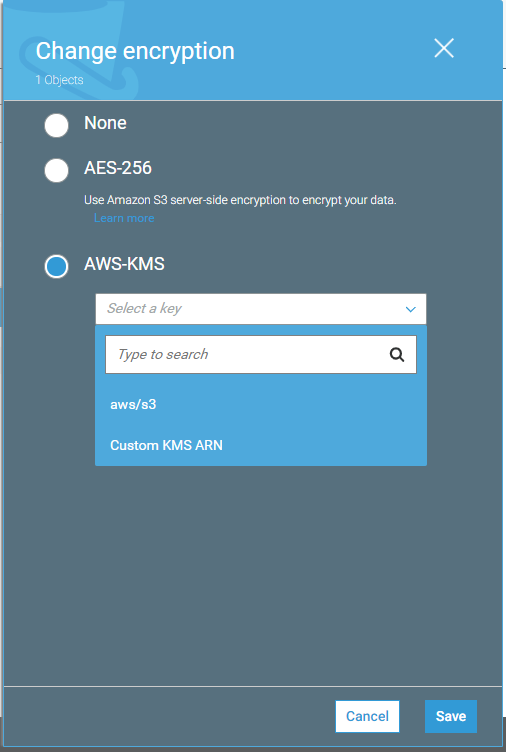 Change encryption
1 Objects
None
AES-256
Use Amazon S3 server-side encryption to encrypt your data.
Learn more
AWS-KMS
Select a key
Type to search
aws/s3
Custom KMS ARN
Cancel
Save